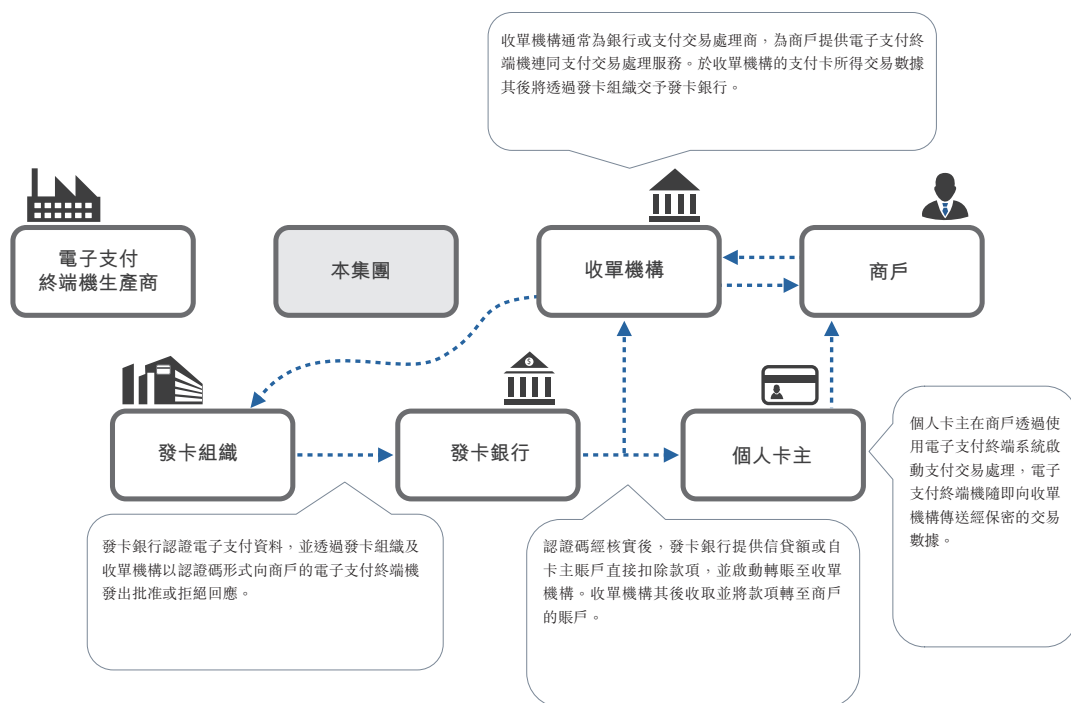 收單機構通常為銀行或支付交易處理商，為商戶提供電子支付終
端機連同支付交易處理服務。於收單機構的支付卡所得交易數據
其後將透過發卡組織交予發卡銀行。
電子支付
終端機生產商
本集團
收單機構
商戶
發卡組織
發卡銀行
個人卡主
個人卡主在商戶透過使
用電子支付終端系統啟
動支付交易處理，電子
支付終端機隨即向收單
機構傳送經保密的交易
數據。
發卡銀行認證電子支付資料，並透過發卡組織及
收單機構以認證碼形式向商戶的電子支付終端機
發出批准或拒絕回應。
認證碼經核實後，發卡銀行提供信貸額或自
卡主賬戶直接扣除款項，並啟動轉賬至收單
機構。收單機構其後收取並將款項轉至商戶
的賬戶。